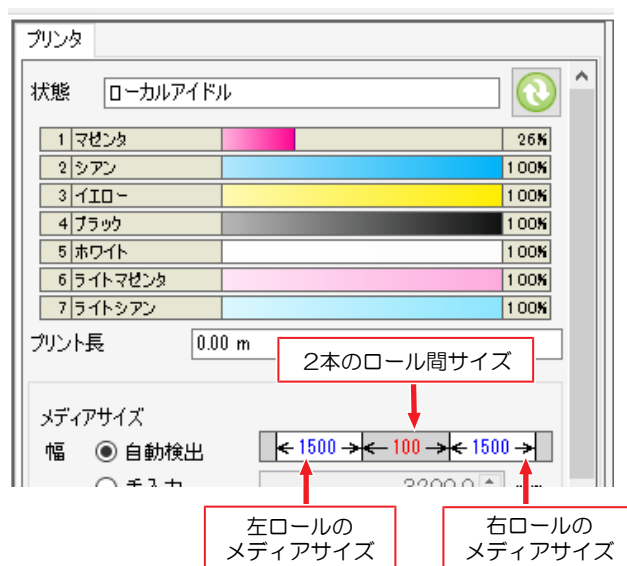 プリンタ
状態 ローカルアイドル
1 マゼンタ 26%
2 シアン 100%
3 イエロー 100%
4 ブラック 100%
5 ホワイト 100%
6 ライトマゼンタ 100%
7 ライトシアン 100%
プリント長 0.00 m
2本のロール間サイズ
メディアサイズ
幅 自動検出 1500 100 1500
手入力 3200.0 mm
左ロールの
メディアサイズ
右ロールの
メディアサイズ